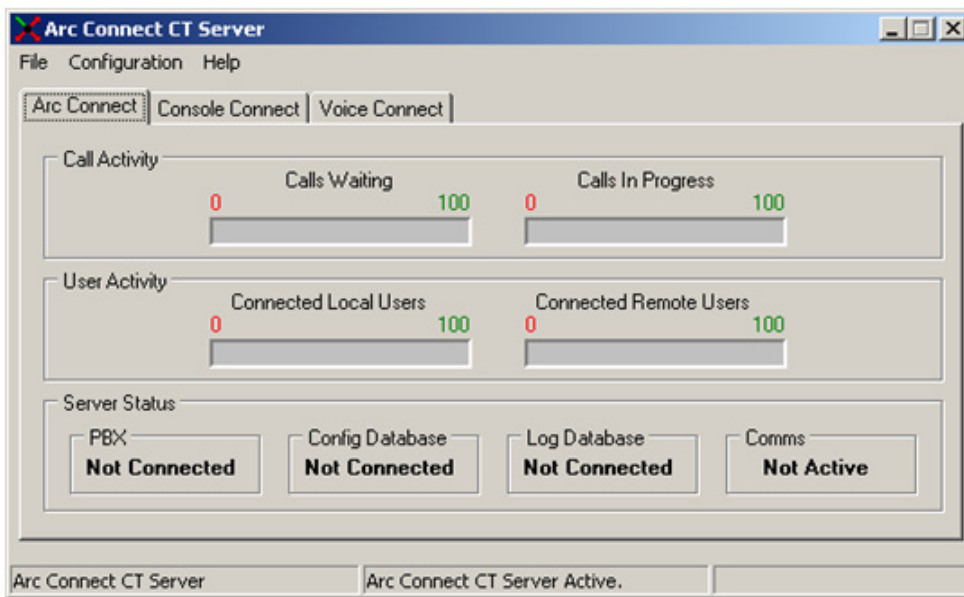 Arc Connect CT Server
File Configuration Help
Arc Connect Console Connect Voice Connect
Call Activity
Calls Waiting Calls In Progress
0 100 0 100
User Activity
Connected Local Users Connected Remote Users
0 100 0 100
Server Status
PBX Config Database Log Database Comms
Not Connected Not Connected Not Connected Not Active
Arc Connect CT Server Arc Connect CT Server Active.